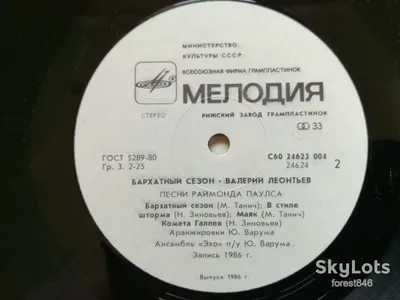 МИНИСТЕРСТВО
КУЛЬТУРЫ СССР
ВСЕСОЮЗНАЯ ФИРМА ГРАМПЛАСТИНОК
МЕЛОДИЯ
СТЕРЕО
РИЖСКИЙ ЗАВОД ГРАМПЛАСТИНОК
33
ГОСТ 5289-80
Гр. 3. 2-25
С60 24623 004
24624
2
БАРХАТНЫЙ СЕЗОН • ВАЛЕРИЙ ЛЕОНТЬЕВ
ПЕСНИ РАЙМОНДА ПАУЛСА
Бархатный сезон (М. Танич); В стиле
шторма (Н. Зиновьев); Маяк (М. Танич)
Комета Галлея (Н. Зиновьев)
Аранжировки Ю. Варума
Ансамбль «Эхо» п/у Ю. Варума
Запись 1986 г.
Выпуск 1986 г.
SkyLots
forest846